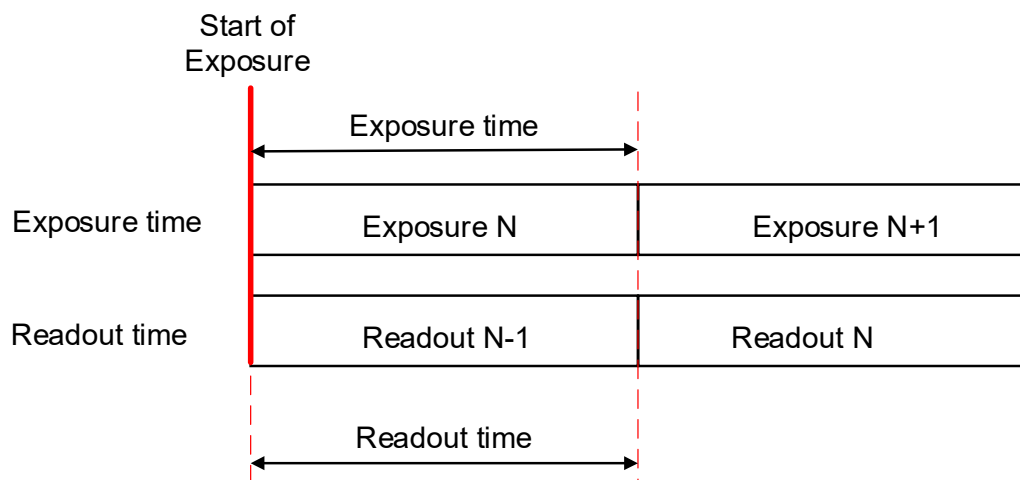 Start of
Exposure
Exposure time
Exposure time
Exposure N
Exposure N+1
Readout time
Readout N-1
Readout N
Readout time